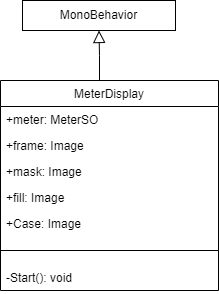 MonoBehavior
MeterDisplay
+meter: MeterSO
+frame: Image
+mask: Image
+fill: Image
+Case: Image
-Start(): void